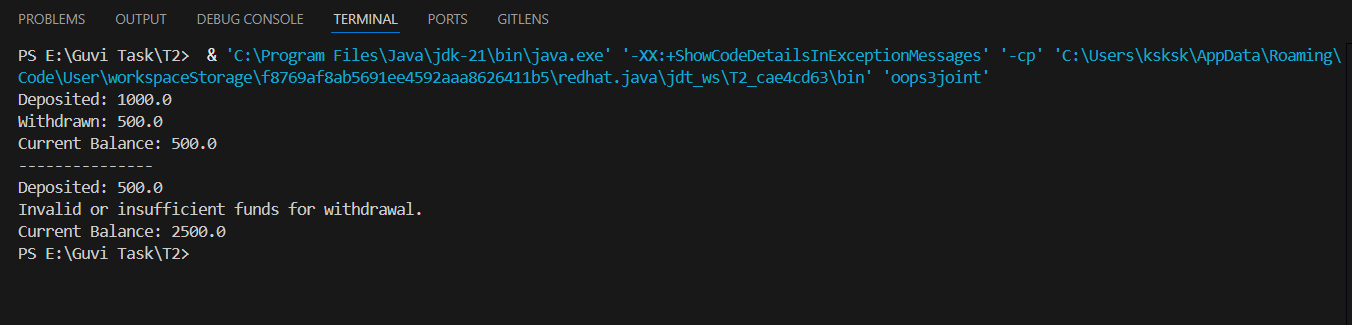 PROBLEMS OUTPUT DEBUG CONSOLE TERMINAL PORTS GITLENS
PS E:\Guvi Task\T2>  & 'C:\Program Files\Java\jdk-21\bin\java.exe' '-XX:+ShowCodeDetailsInExceptionMessages' '-cp' 'C:\Users\ksksk\AppData\Roaming\
Code\User\workspaceStorage\f8769af8ab5691ee4592aaa8626411b5\redhat.java\jdt_ws\T2_cae4cd63\bin' 'oops3joint'
Deposited: 1000.0
Withdrawn: 500.0
Current Balance: 500.0
---------------
Deposited: 500.0
Invalid or insufficient funds for withdrawal.
Current Balance: 2500.0
PS E:\Guvi Task\T2>